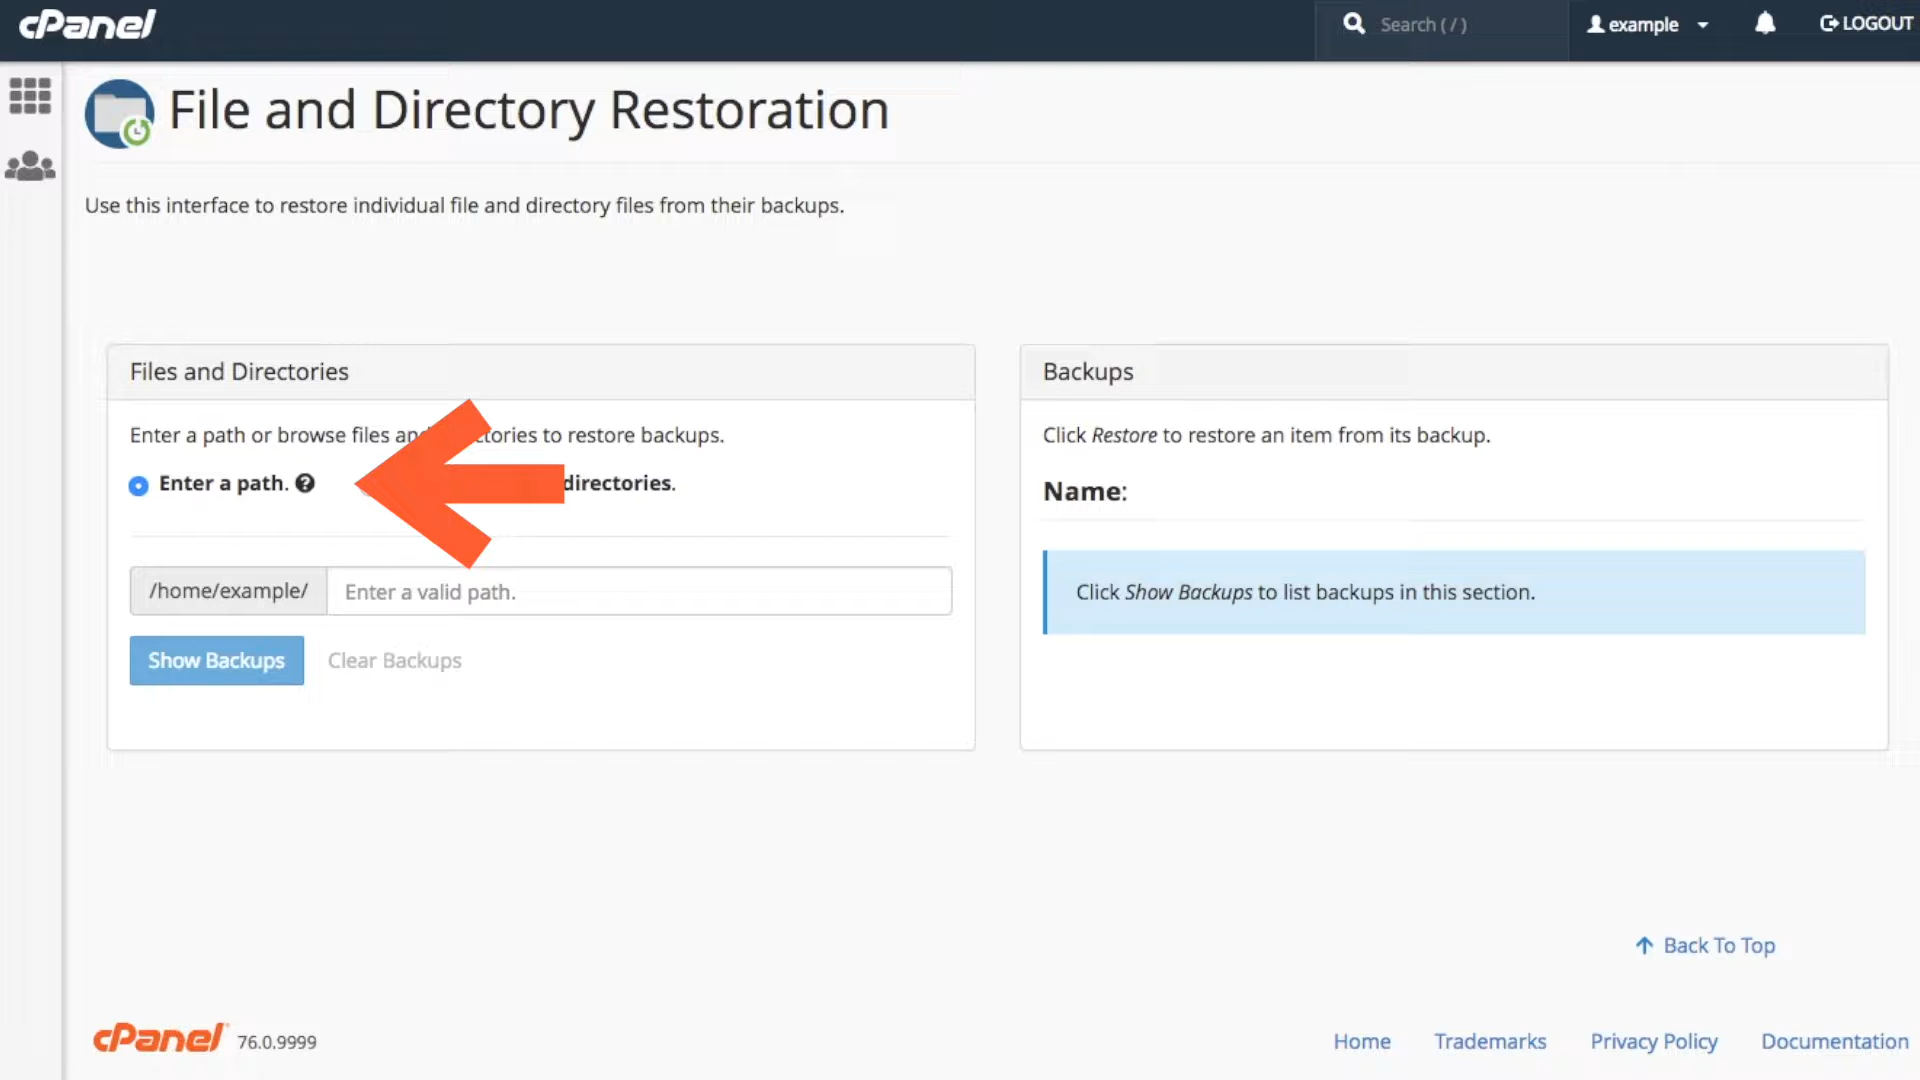 cPanel
Search ( / )
example
LOGOUT
File and Directory Restoration
Use this interface to restore individual file and directory files from their backups.
Files and Directories
Enter a path or browse files to restore backups.
Enter a path. ?
directories.
/home/example/
Enter a valid path.
Show Backups
Clear Backups
Backups
Click Restore to restore an item from its backup.
Name:
Click Show Backups to list backups in this section.
Back To Top
cPanel 76.0.9999
Home
Trademarks
Privacy Policy
Documentation